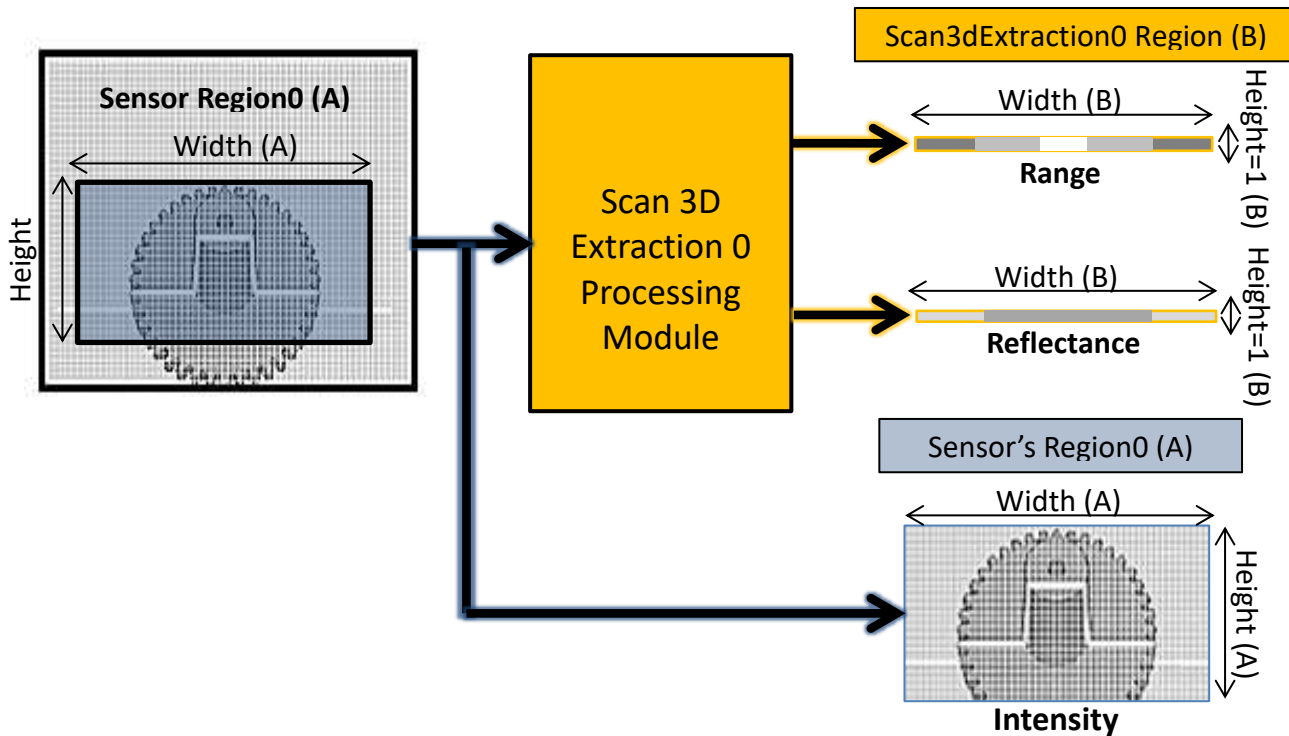 Sensor Region0 (A)
Width (A)
Height
Scan 3D
Extraction 0
Processing
Module
Scan3dExtraction0 Region (B)
Width (B)
Height=1 (B)
Range
Width (B)
Height=1 (B)
Reflectance
Sensor’s Region0 (A)
Width (A)
Height (A)
Intensity